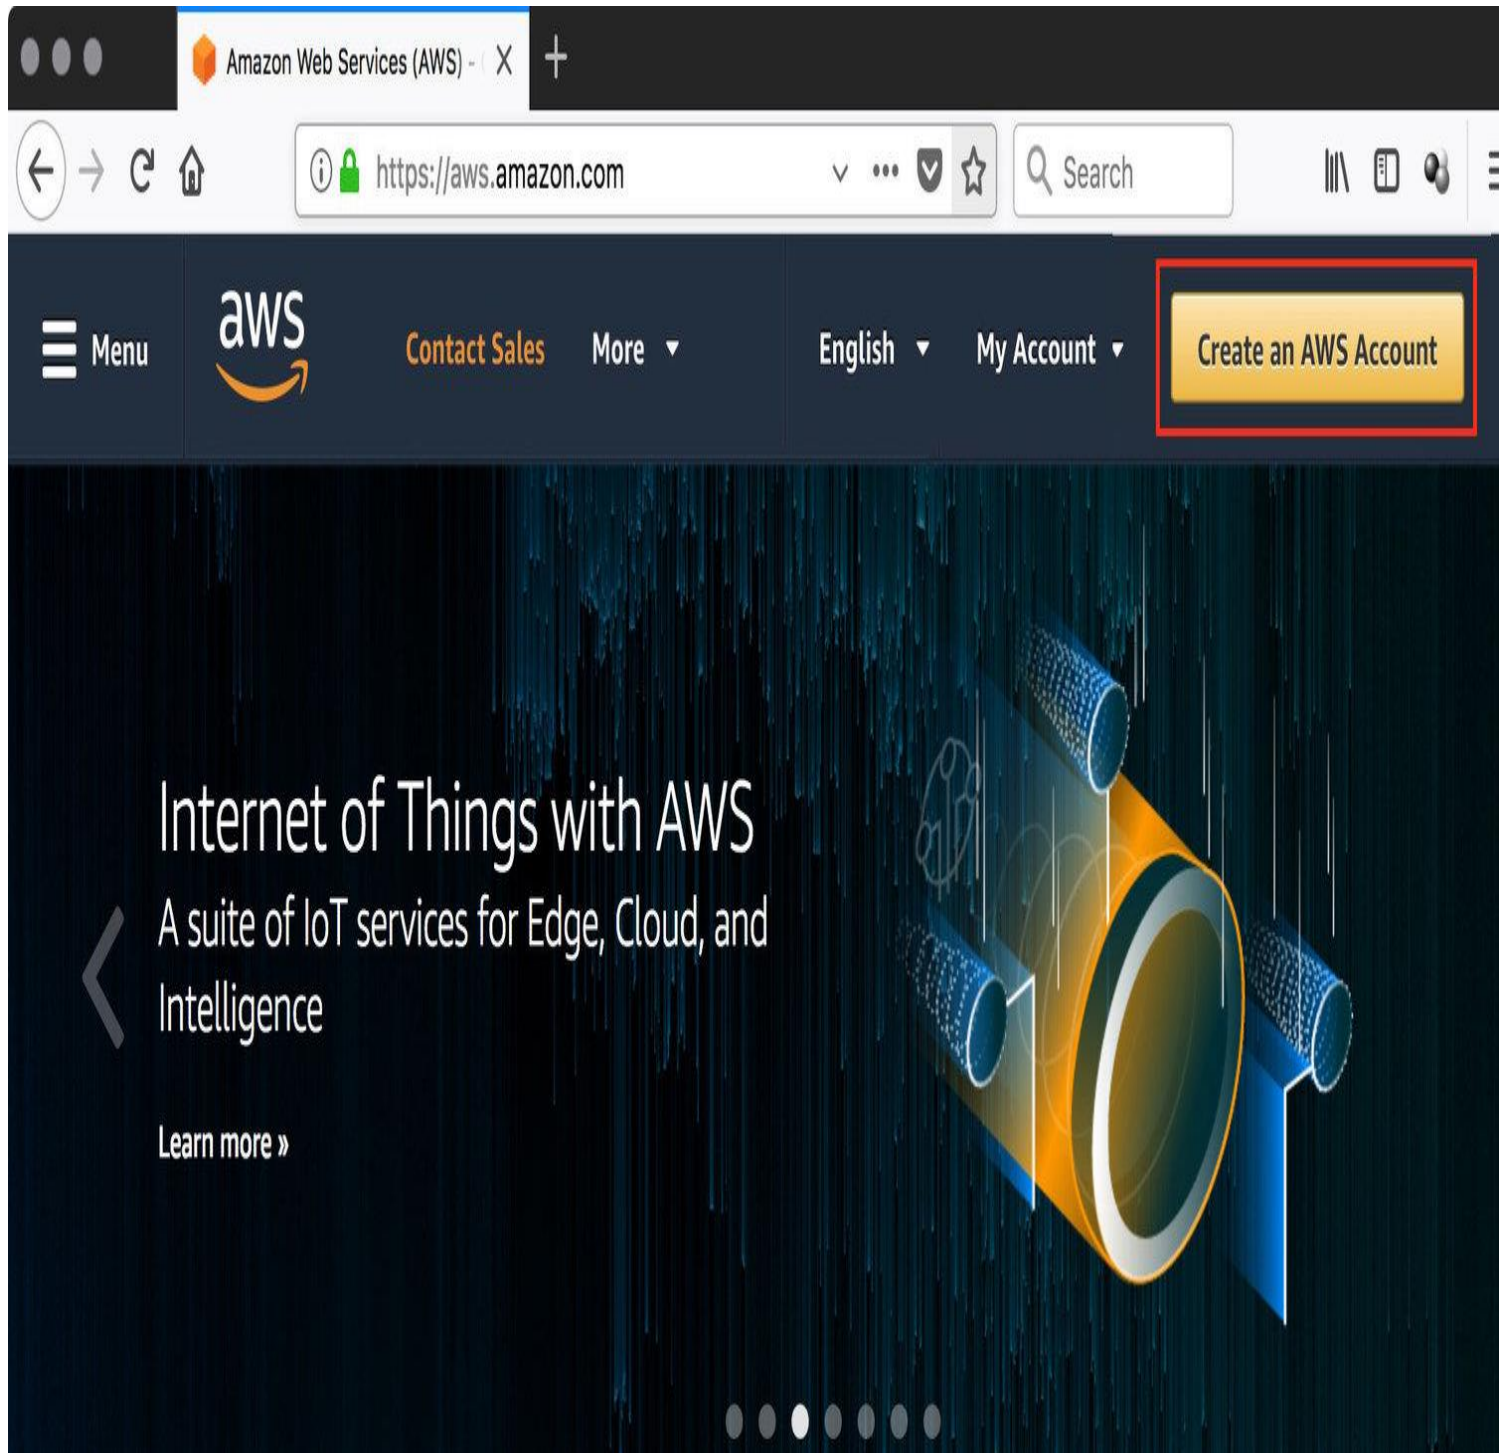 Amazon Web Services (AWS) -
https://aws.amazon.com
Search
Menu
aws
Contact Sales
More
English
My Account
Create an AWS Account
Internet of Things with AWS
A suite of IoT services for Edge, Cloud, and
Intelligence
Learn more »